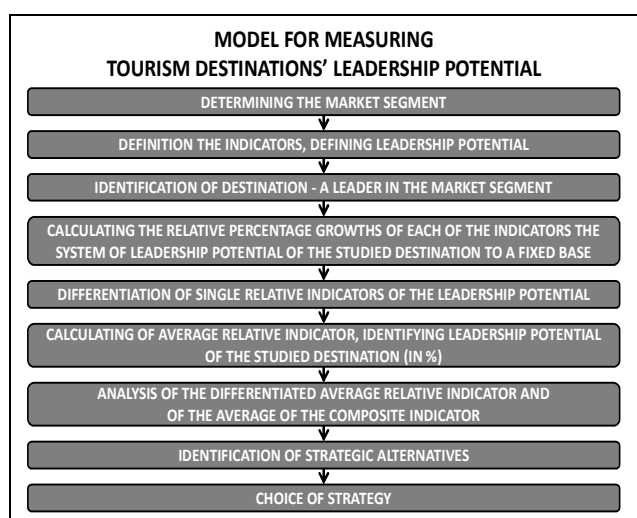 MODEL FOR MEASURING
TOURISM DESTINATIONS' LEADERSHIP POTENTIAL
DETERMINING THE MARKET SEGMENT
DEFINITION THE INDICATORS, DEFINING LEADERSHIP POTENTIAL
IDENTIFICATION OF DESTINATION - A LEADER IN THE MARKET SEGMENT
CALCULATING THE RELATIVE PERCENTAGE GROWTHS OF EACH OF THE INDICATORS THE
SYSTEM OF LEADERSHIP POTENTIAL OF THE STUDIED DESTINATION TO A FIXED BASE
DIFFERENTIATION OF SINGLE RELATIVE INDICATORS OF THE LEADERSHIP POTENTIAL
CALCULATING OF AVERAGE RELATIVE INDICATOR, IDENTIFYING LEADERSHIP POTENTIAL
OF THE STUDIED DESTINATION (IN %)
ANALYSIS OF THE DIFFERENTIATED AVERAGE RELATIVE INDICATOR AND
OF THE AVERAGE OF THE COMPOSITE INDICATOR
IDENTIFICATION OF STRATEGIC ALTERNATIVES
CHOICE OF STRATEGY